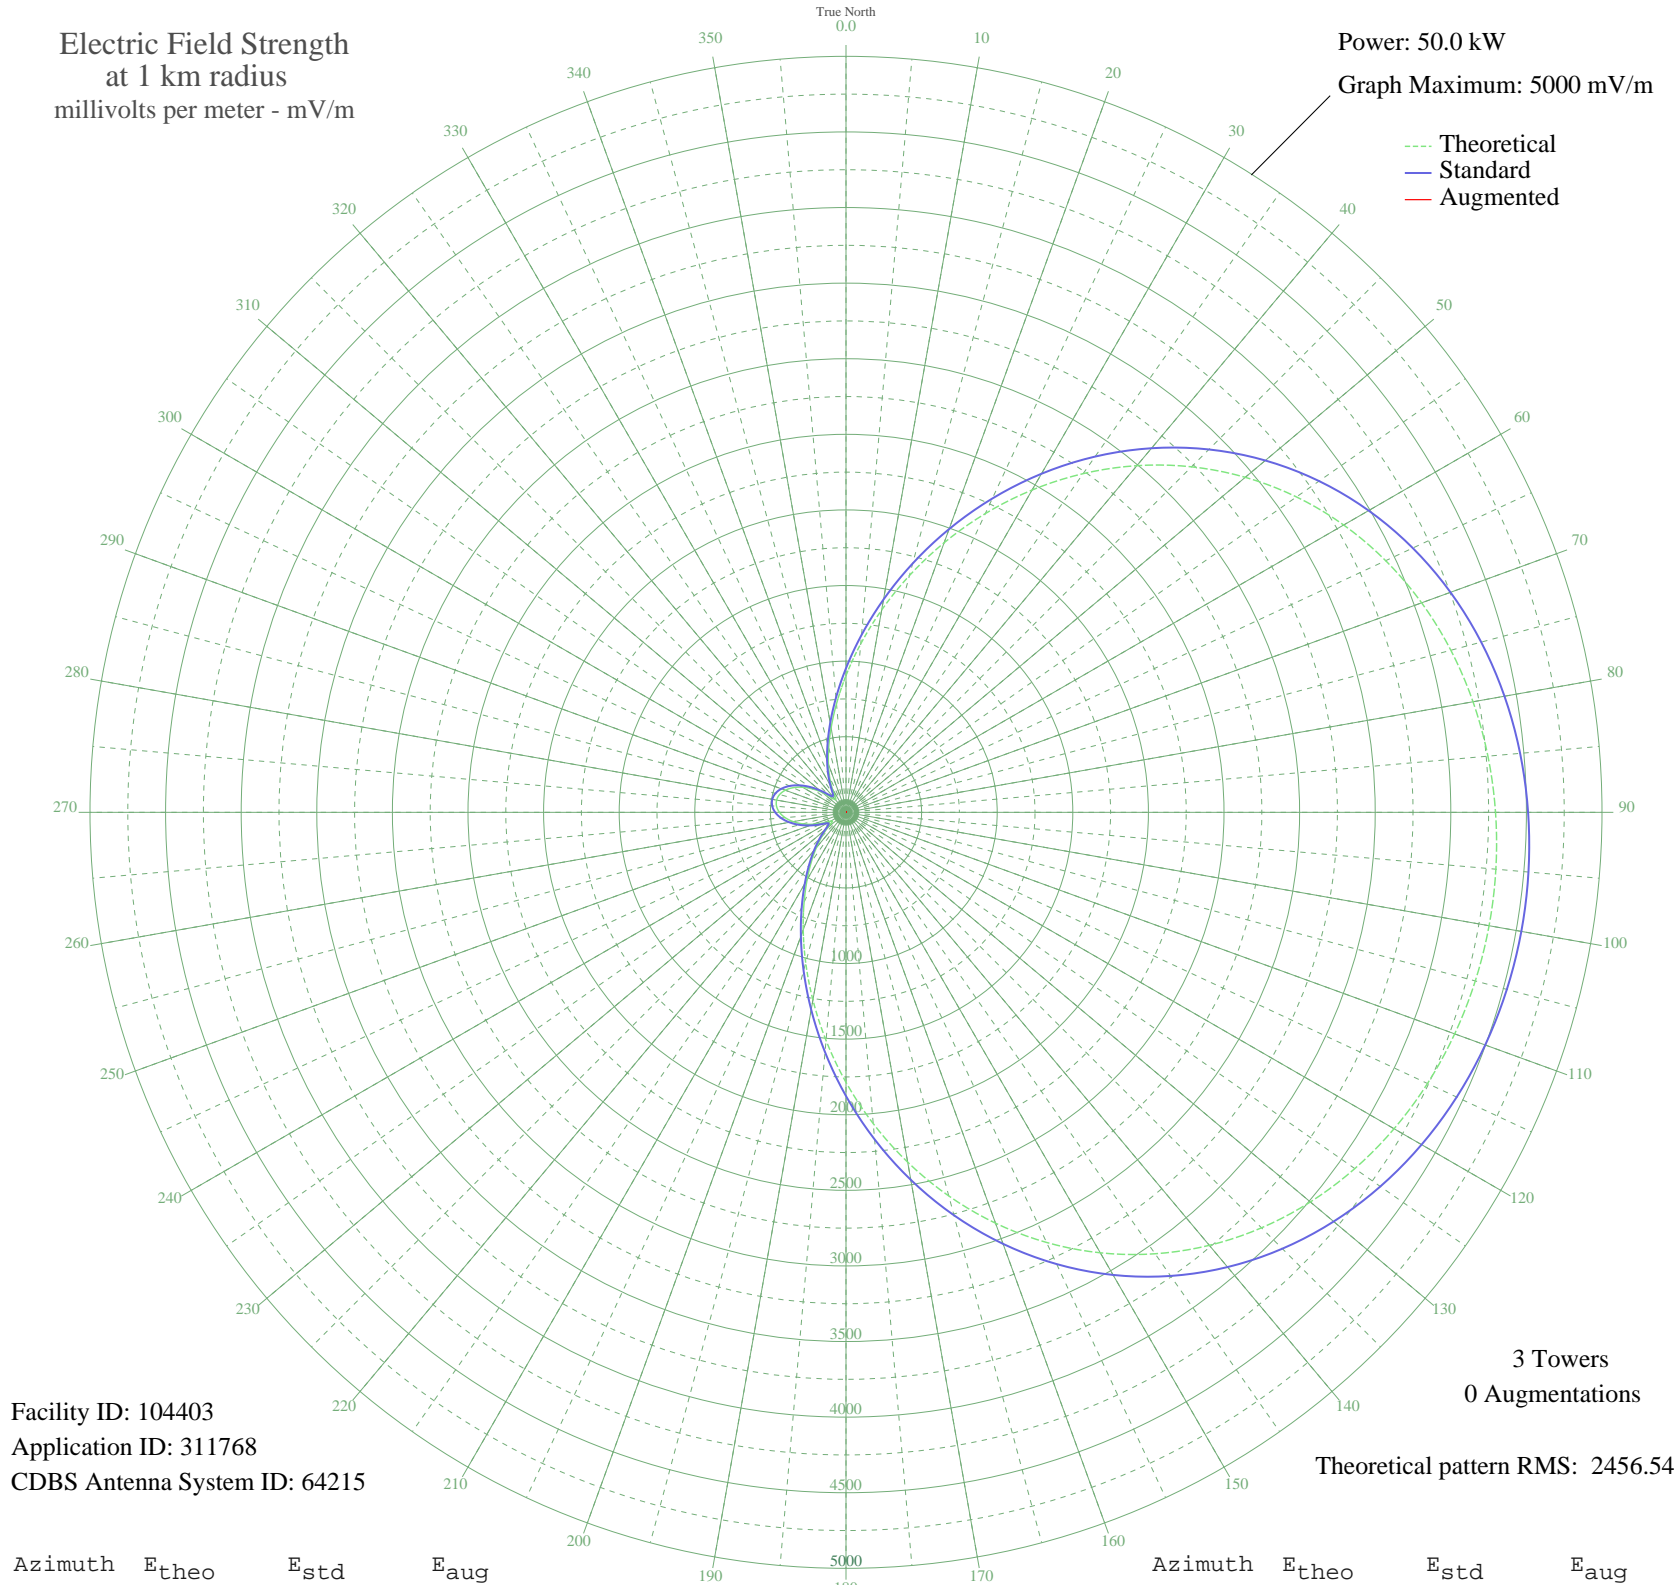 True North
0.0
Electric Field Strength
at 1 km radius
millivolts per meter - mV/m
Power: 50.0 kW
Graph Maximum: 5000 mV/m
Theoretical
Standard
Augmented
10
20
30
40
50
60
70
80
90
100
110
120
130
140
150
160
170
180
190
200
210
220
230
240
250
260
270
280
290
300
310
320
330
340
350
1000
1500
2000
2500
3000
3500
4000
4500
5000
3 Towers
0 Augmentations
Theoretical pattern RMS: 2456.54
Facility ID: 104403
Application ID: 311768
CDBS Antenna System ID: 64215
Azimuth Etheo Estd Eaug
Azimuth Etheo Estd Eaug